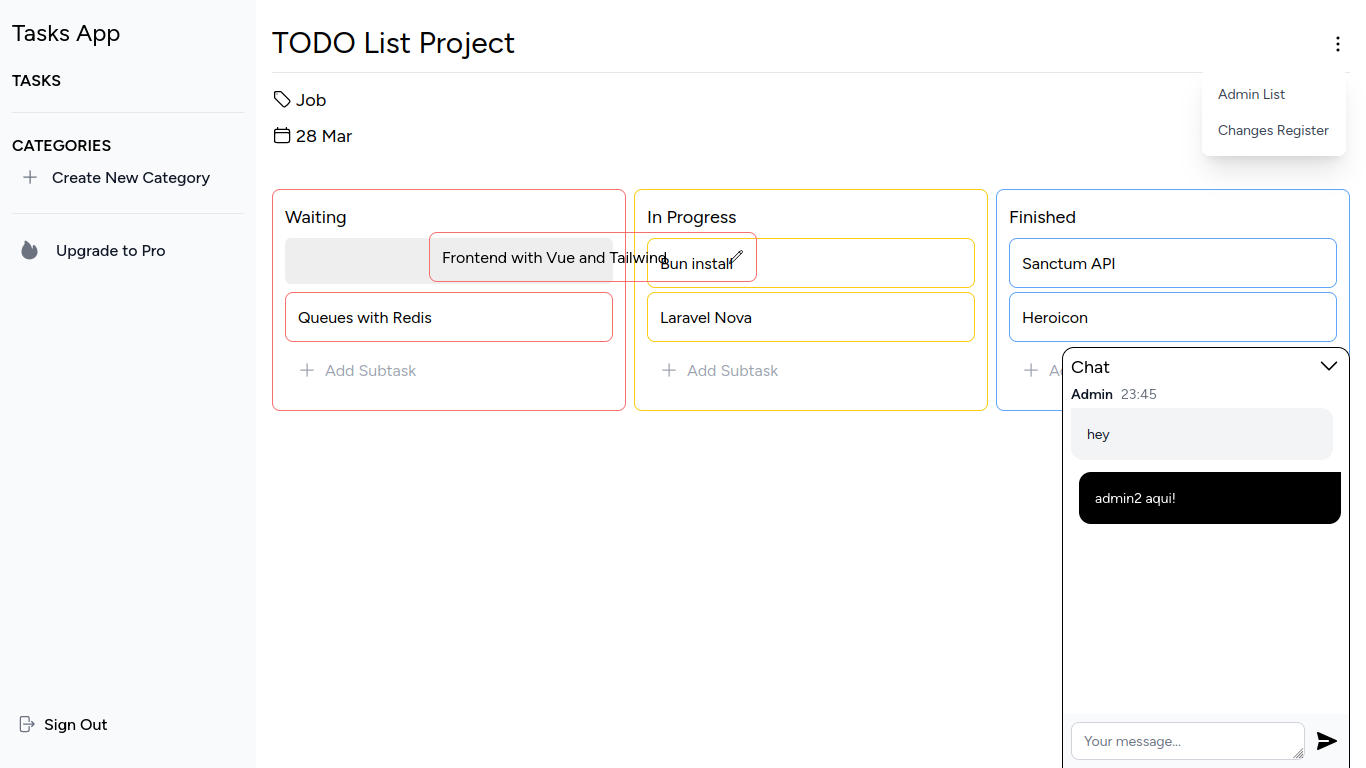 Tasks App
TASKS
CATEGORIES
Create New Category
Upgrade to Pro
Sign Out
TODO List Project
Job
28 Mar
Admin List
Changes Register
Waiting
Frontend with Vue and Tailwind
Queues with Redis
Add Subtask
In Progress
Bun install
Laravel Nova
Add Subtask
Finished
Sanctum API
Heroicon
Chat
Admin 23:45
hey
admin2 aqui!
Your message...